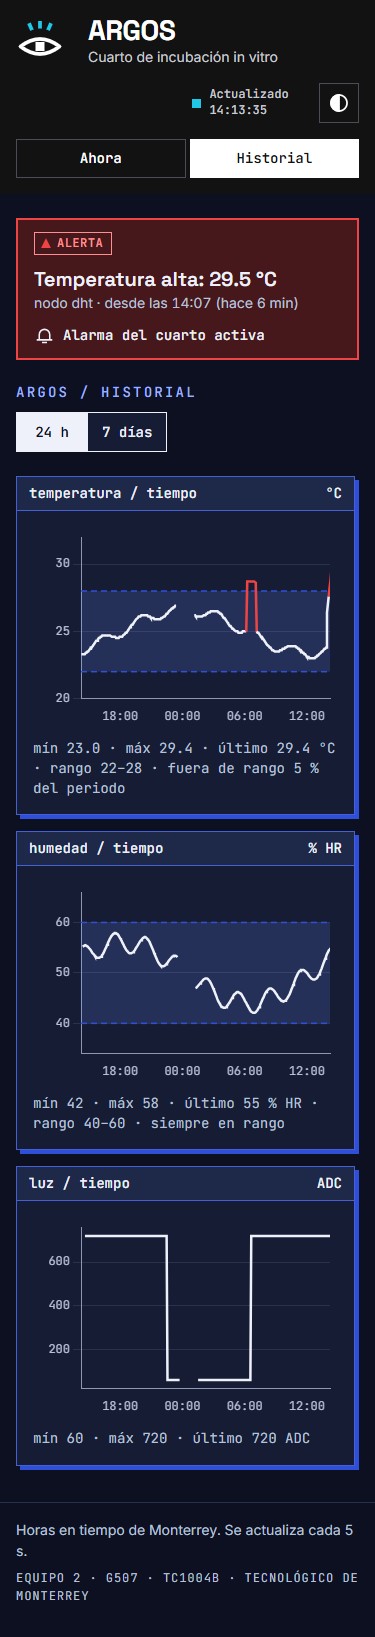 ARGOS
Cuarto de incubación in vitro
Actualizado
14:13:35
Ahora
Historial
ALERTA
Temperatura alta: 29.5 °C
nodo dht · desde las 14:07 (hace 6 min)
Alarma del cuarto activa
ARGOS / HISTORIAL
24 h
7 días
temperatura / tiempo
°C
30
25
20
18:00 00:00 06:00 12:00
mín 23.0 · máx 29.4 · último 29.4 °C
· rango 22–28 · fuera de rango 5 %
del periodo
humedad / tiempo
% HR
60
50
40
18:00 00:00 06:00 12:00
mín 42 · máx 58 · último 55 % HR ·
rango 40–60 · siempre en rango
luz / tiempo
ADC
600
400
200
18:00 00:00 06:00 12:00
mín 60 · máx 720 · último 720 ADC
Horas en tiempo de Monterrey. Se actualiza cada 5
s.
EQUIPO 2 · G507 · TC1004B · TECNOLÓGICO DE
MONTERREY